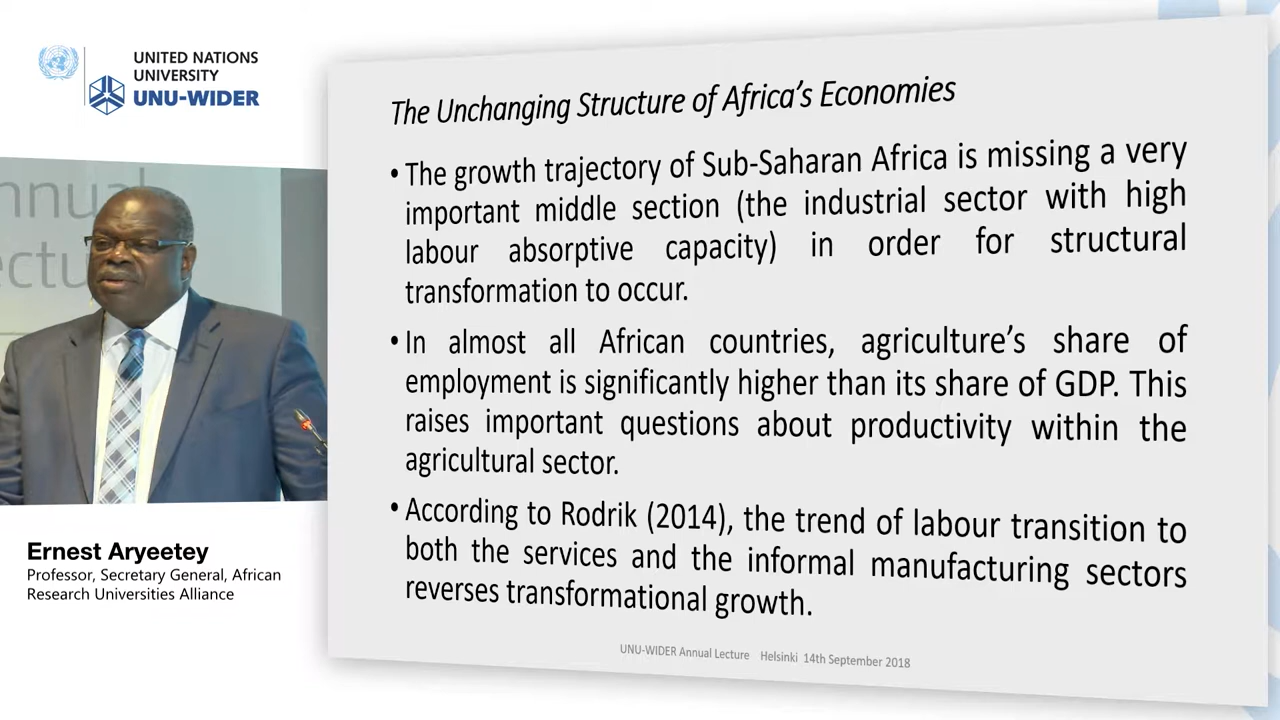 UNITED NATIONS
UNIVERSITY
UNU-WIDER
The Unchanging Structure of Africa's Economies
•The growth trajectory of Sub-Saharan Africa is missing a very
important middle section (the industrial sector with high
labour absorptive capacity) in order for structural
transformation to occur.
•In almost all African countries, agriculture's share of
employment is significantly higher than its share of GDP. This
raises important questions about productivity within the
agricultural sector.
•According to Rodrik (2014), the trend of labour transition to
both the services and the informal manufacturing sectors
reverses transformational growth.
UNU-WIDER Annual Lecture Helsinki 14th September 2018
Ernest Aryeetey
Professor, Secretary General, African
Research Universities Alliance